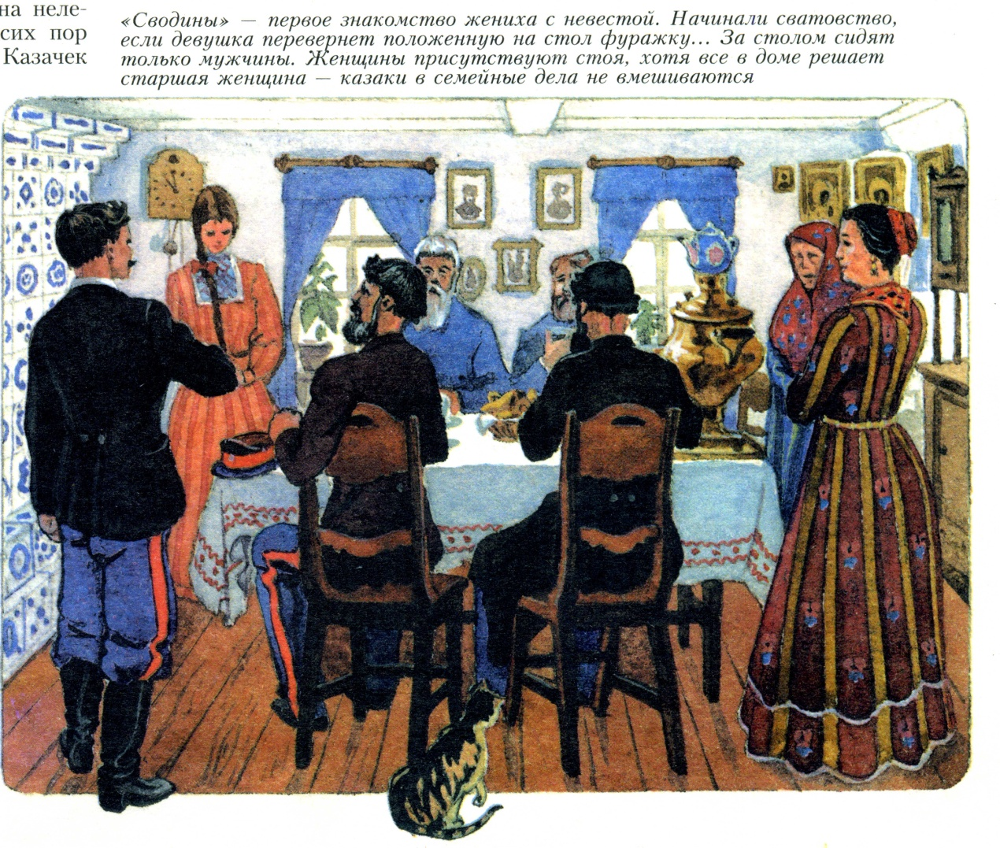 на неле-
сих пор
Казачек
«Сводины» — первое знакомство жениха с невестой. Начинали сватовство,
если девушка перевернет положенную на стол фуражку... За столом сидят
только мужчины. Женщины присутствуют стоя, хотя все в доме решает
старшая женщина — казаки в семейные дела не вмешиваются